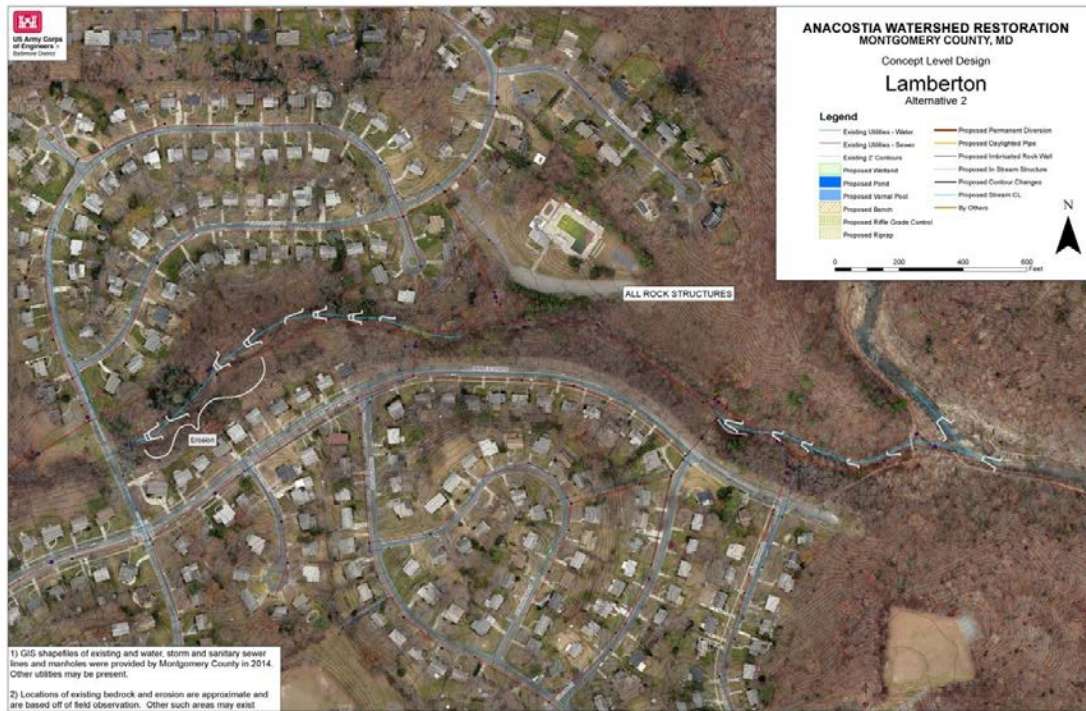 US Army Corps
of Engineers
Baltimore District
ANACOSTIA WATERSHED RESTORATION
MONTGOMERY COUNTY, MD
Concept Level Design
Lamberton
Alternative 2
Legend
Existing Utilities - Water
Existing Utilities - Sewer
Existing 2' Contours
Proposed Wetland
Proposed Pond
Proposed Vernal Pool
Proposed Bench
Proposed Riffle Grade Control
Proposed Riprap
Proposed Permanent Diversion
Proposed Daylighted Pipe
Proposed Imbricated Rock Wall
Proposed In Stream Structure
Proposed Contour Changes
Proposed Stream CL
By Others
N
0 200 400 600
Feet
ALL ROCK STRUCTURES
Erosion
1) GIS shapefiles of existing and water, storm and sanitary sewer
lines and manholes were provided by Montgomery County in 2014.
Other utilities may be present.
2) Locations of existing bedrock and erosion are approximate and
are based off of field observation. Other such areas may exist